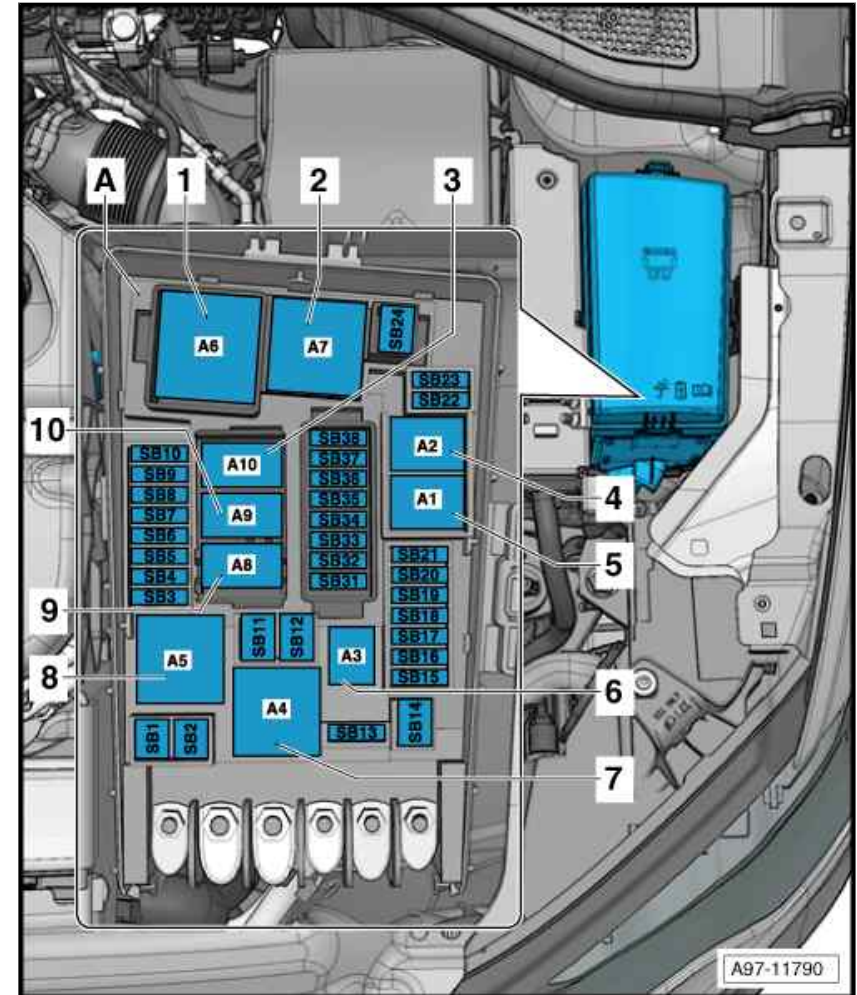 A 1 2 3
A6 A7 SB24
SB23
SB22
10
SB10 A10 SB38 A2
SB9 SB37
SB8 SB36
SB7 A9 SB35 A1 4
SB6 SB34
SB5 A8 SB33 SB21 5
SB4 SB32 SB20
SB3 SB31 SB19
9 SB18
SB11 SB12 SB17
A5 A3 SB16
8 SB15 6
A4 SB14
SB1 SB2 SB13
7
A97-11790